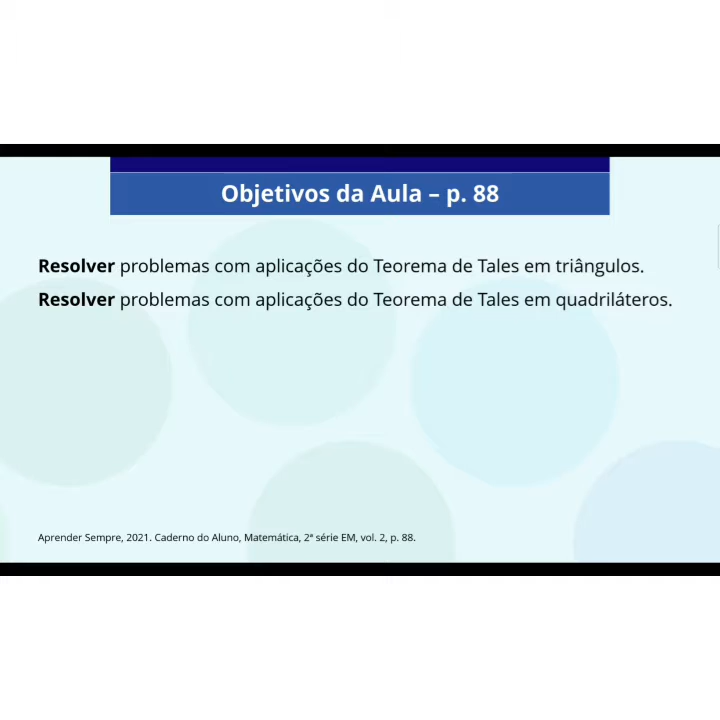 Objetivos da Aula – p. 88
Resolver problemas com aplicações do Teorema de Tales em triângulos.
Resolver problemas com aplicações do Teorema de Tales em quadriláteros.
Aprender Sempre, 2021. Caderno do Aluno, Matemática, 2ª série EM, vol. 2, p. 88.